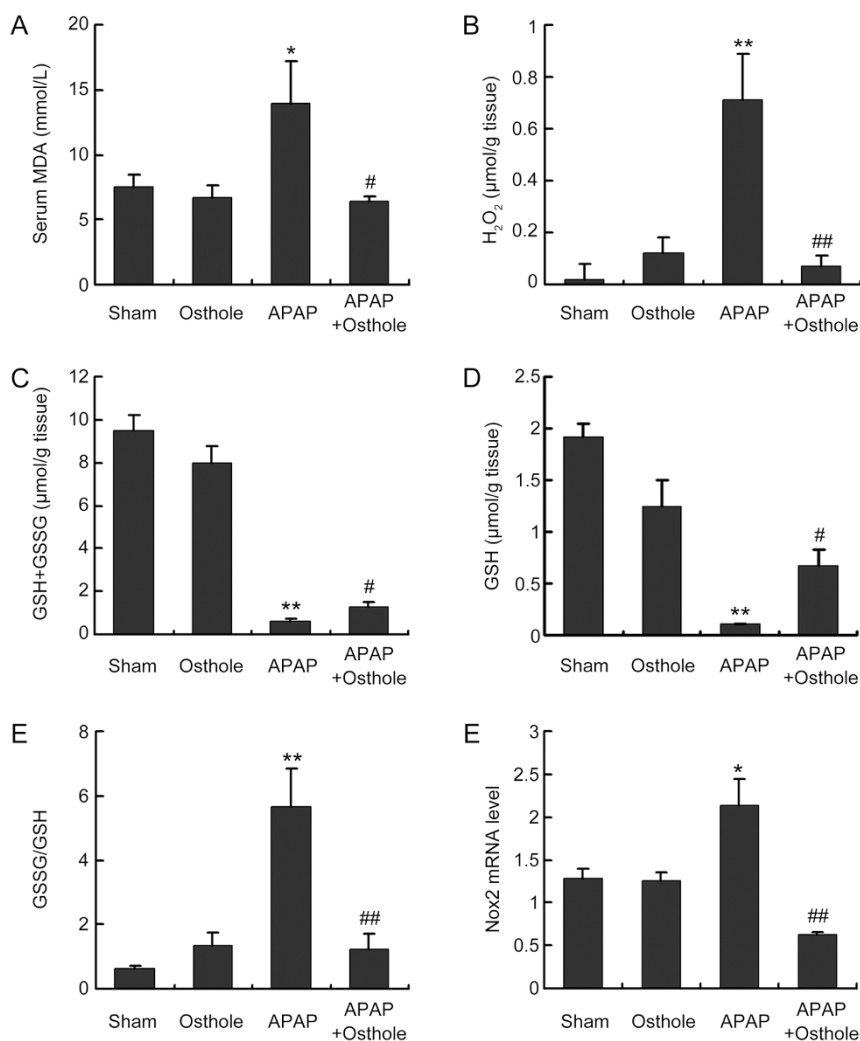 A
Serum MDA (mmol/L)
20
15
10
5
0
*
#
Sham Osthole APAP APAP
+Osthole
B
H₂O₂ (µmol/g tissue)
1
0.8
0.6
0.4
0.2
0
**
##
Sham Osthole APAP APAP
+Osthole
C
GSH+GSSG (µmol/g tissue)
12
10
8
6
4
2
0
**
#
Sham Osthole APAP APAP
+Osthole
D
GSH (µmol/g tissue)
2.5
2
1.5
1
0.5
0
**
#
Sham Osthole APAP APAP
+Osthole
E
GSSG/GSH
8
6
4
2
0
**
##
Sham Osthole APAP APAP
+Osthole
E
Nox2 mRNA level
3
2.5
2
1.5
1
0.5
0
*
##
Sham Osthole APAP APAP
+Osthole